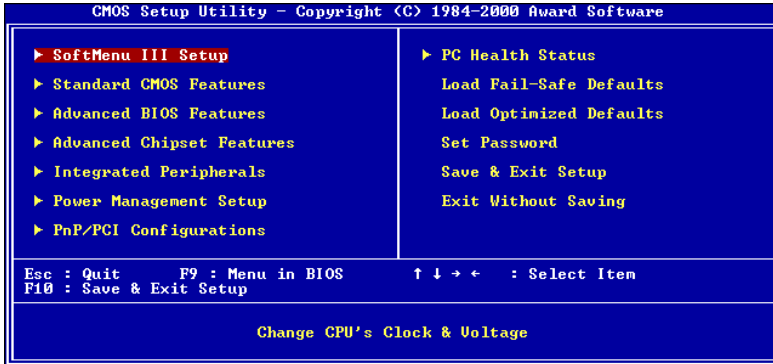 CMOS Setup Utility - Copyright (C) 1984-2000 Award Software
▶ SoftMenu III Setup
▶ Standard CMOS Features
▶ Advanced BIOS Features
▶ Advanced Chipset Features
▶ Integrated Peripherals
▶ Power Management Setup
▶ PnP/PCI Configurations
▶ PC Health Status
Load Fail-Safe Defaults
Load Optimized Defaults
Set Password
Save & Exit Setup
Exit Without Saving
Esc : Quit F9 : Menu in BIOS ↑ ↓ → ← : Select Item
F10 : Save & Exit Setup
Change CPU's Clock & Voltage